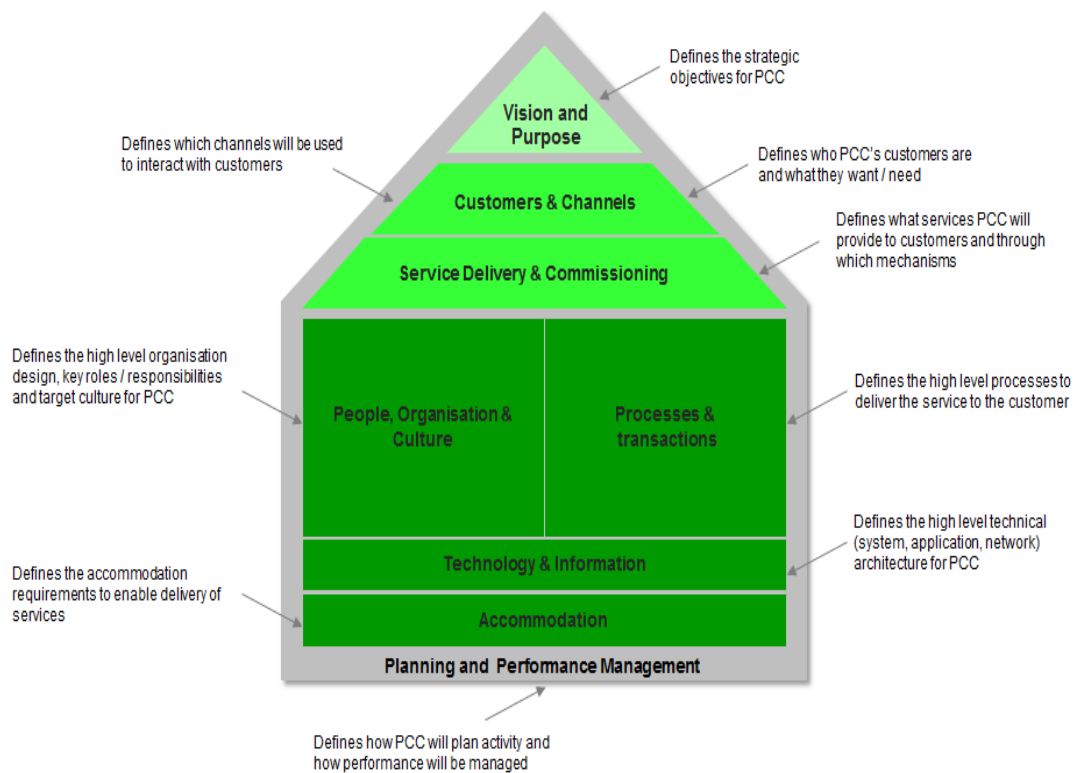 Defines the strategic
objectives for PCC
Vision and
Purpose
Defines which channels will be used
to interact with customers
Defines who PCC's customers are
and what they want / need
Customers & Channels
Defines what services PCC will
provide to customers and through
which mechanisms
Service Delivery & Commissioning
Defines the high level organisation
design, key roles / responsibilities
and target culture for PCC
People, Organisation &
Culture
Processes &
transactions
Defines the high level processes to
deliver the service to the customer
Defines the high level technical
(system, application, network)
architecture for PCC
Technology & Information
Defines the accommodation
requirements to enable delivery of
services
Accommodation
Planning and Performance Management
Defines how PCC will plan activity and
how performance will be managed